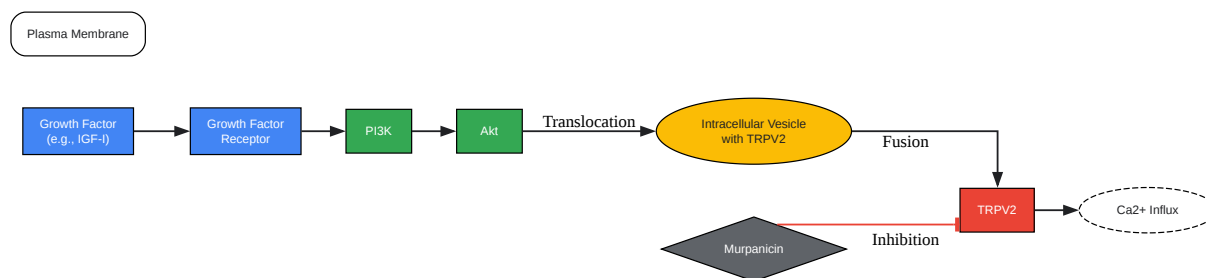 Plasma Membrane
Growth Factor
(e.g., IGF-I)
Growth Factor
Receptor
PI3K
Akt
Translocation
Intracellular Vesicle
with TRPV2
Fusion
TRPV2
Ca2+ Influx
Murpanicin
Inhibition